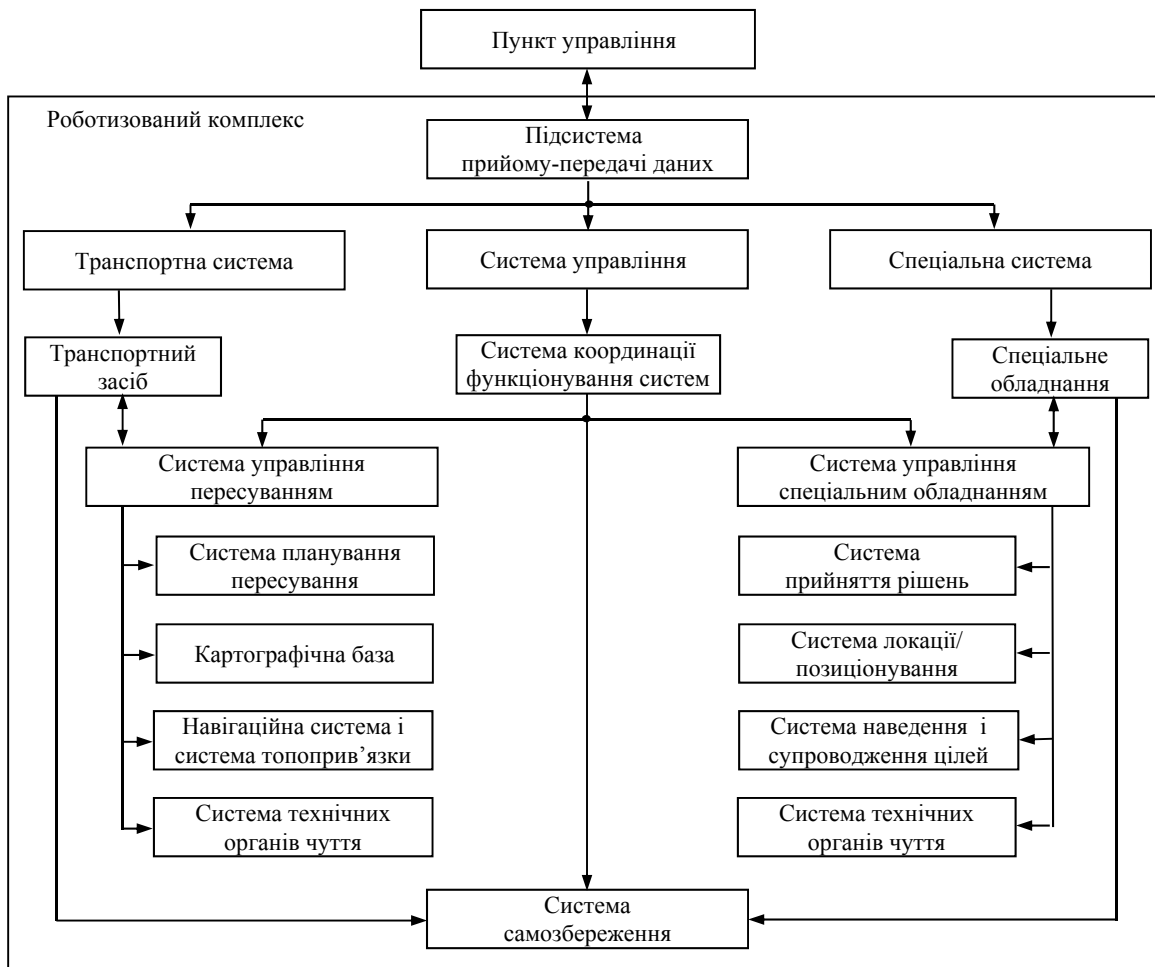 Пункт управління
Роботизований комплекс
Підсистема
прийому-передачі даних
Транспортна система
Система управління
Спеціальна система
Транспортний
засіб
Система координації
функціонування систем
Спеціальне
обладнання
Система управління
пересуванням
Система управління
спеціальним обладнанням
Система планування
пересування
Система
прийняття рішень
Картографічна база
Система локації/
позиціонування
Навігаційна система і
система топоприв’язки
Система наведення і
супроводження цілей
Система технічних
органів чуття
Система технічних
органів чуття
Система
самозбереження